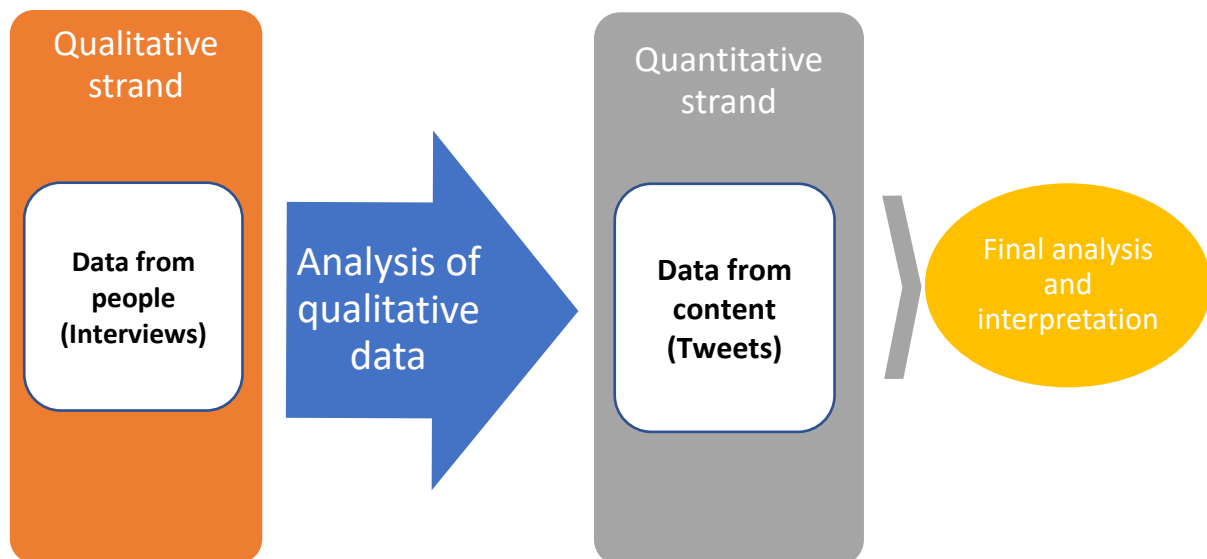 Qualitative
strand
Data from
people
(Interviews)
Analysis of
qualitative
data
Quantitative
strand
Data from
content
(Tweets)
Final analysis
and
interpretation